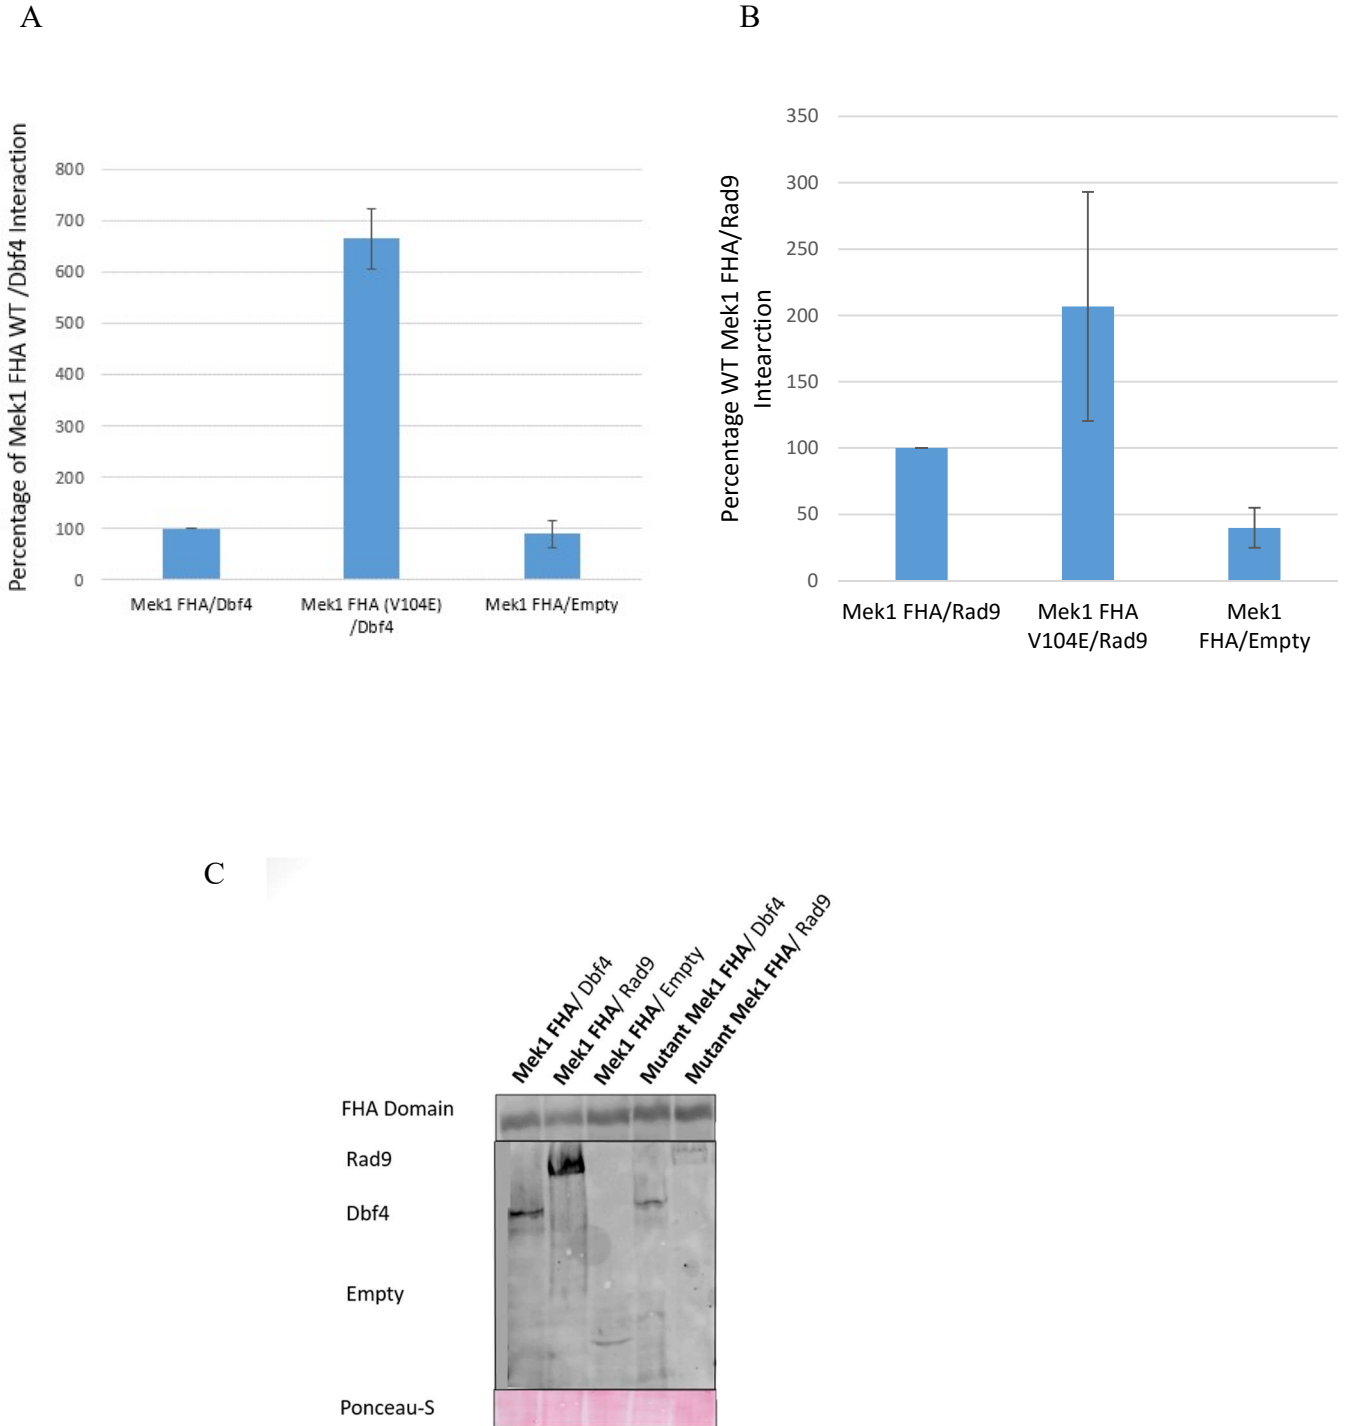 A
B
Percentage of Mek1 FHA WT /Dbf4 Interaction
800
700
600
500
400
300
200
100
0
Mek1 FHA/Dbf4
Mek1 FHA (V104E)
/Dbf4
Mek1 FHA/Empty
Percentage WT Mek1 FHA/Rad9
Intearction
350
300
250
200
150
100
50
0
Mek1 FHA/Rad9
Mek1 FHA
V104E/Rad9
Mek1
FHA/Empty
C
Mek1 FHA/ Dbf4
Mek1 FHA/ Rad9
Mek1 FHA/ Empty
Mutant Mek1 FHA/ Dbf4
Mutant Mek1 FHA/ Rad9
FHA Domain
Rad9
Dbf4
Empty
Ponceau-S